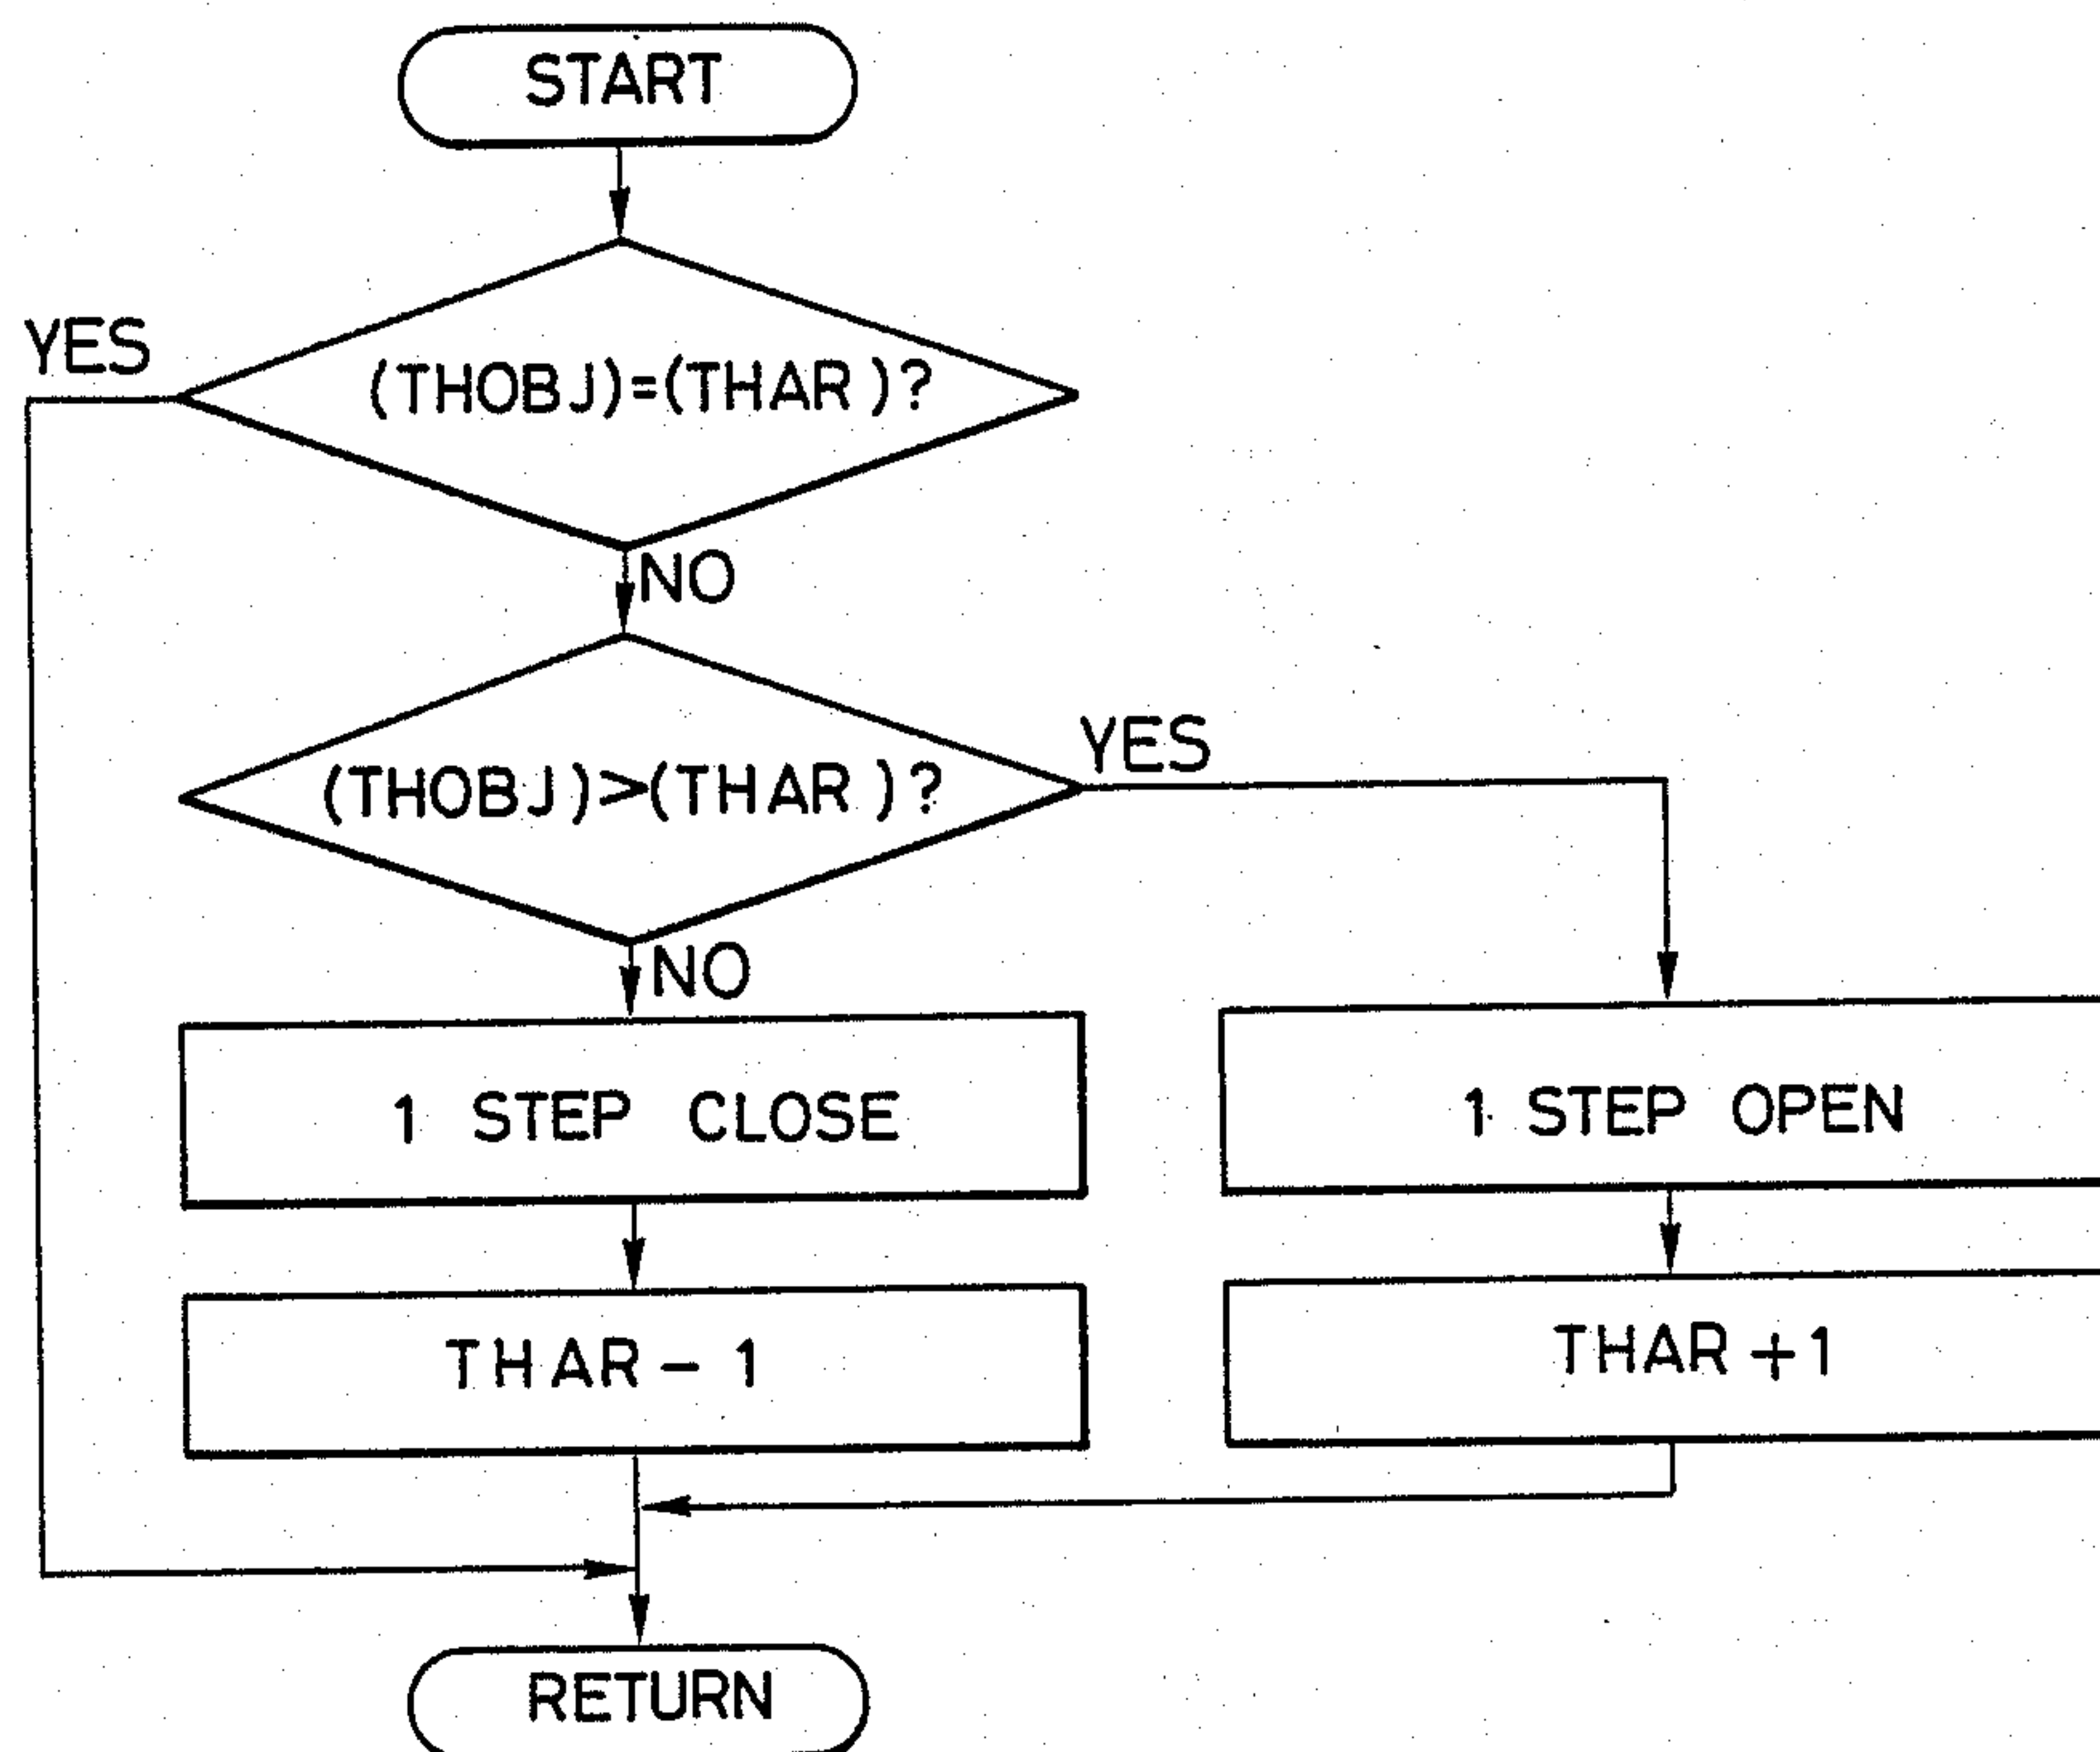 START
YES
(THOBJ)=(THAR)?
NO
(THOBJ)>(THAR)?
YES
NO
1 STEP CLOSE
1 STEP OPEN
THAR-1
THAR+1
RETURN